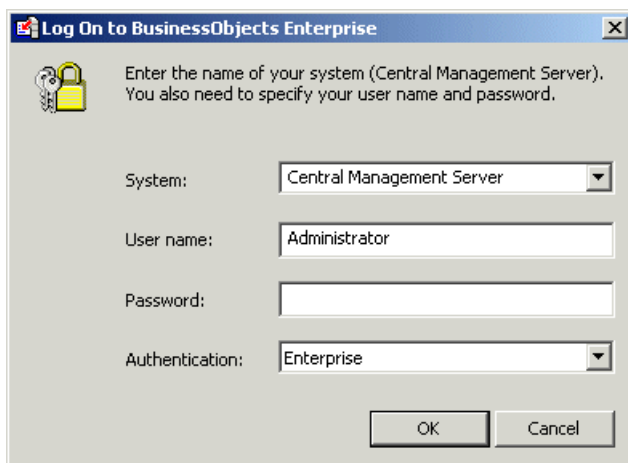 Log On to BusinessObjects Enterprise
Enter the name of your system (Central Management Server).
You also need to specify your user name and password.
System: Central Management Server
User name: Administrator
Password:
Authentication: Enterprise
OK Cancel